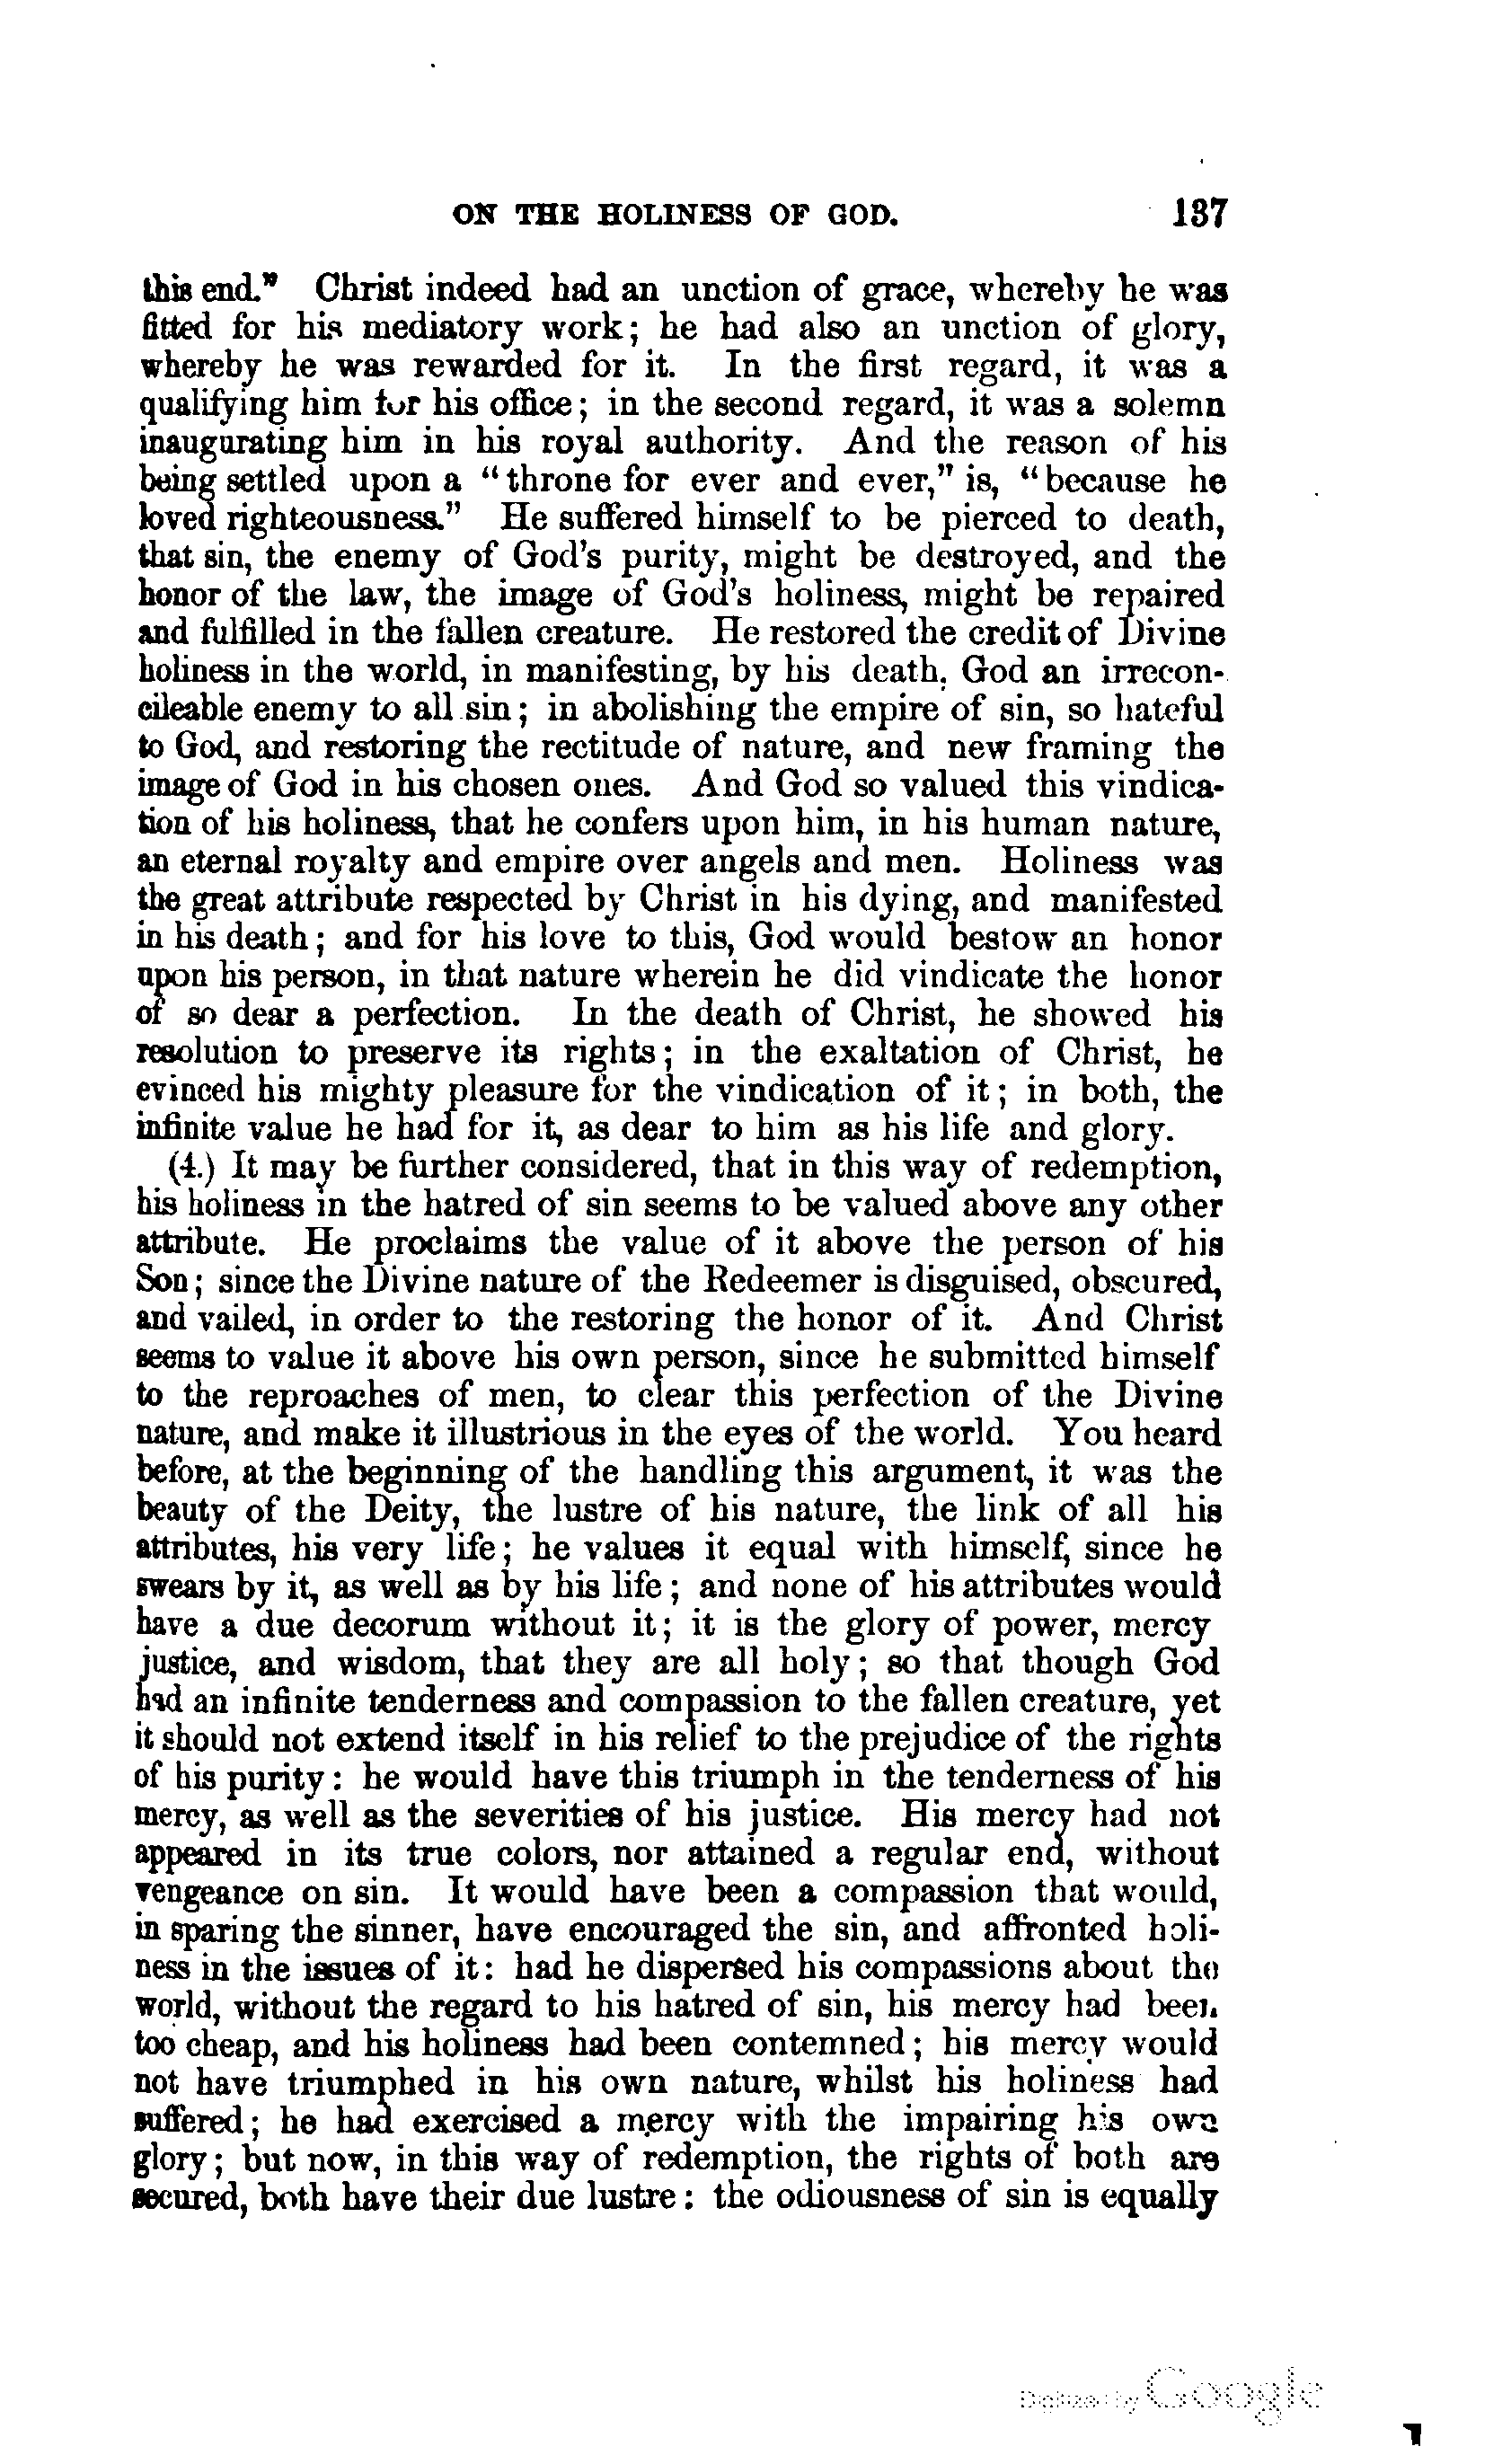 ON THE HOLINESS OF GOD. 137
this end." Christ indeed had an unction of grace, whereby he was
fitted for his mediatory work; he had also an unction of glory,
whereby he was rewarded for it. In the first regard, it was a
qualifying him for his office; in the second regard, it was a solemn
inaugurating him in his royal authority. And the reason of his
being settled upon a "throne for ever and ever," is, "because he
loved righteousness." He suffered himself to be pierced to death,
that sin, the enemy of God's purity, might be destroyed, and the
honor of the law, the image of God's holiness, might be repaired
and fulfilled in the fallen creature. He restored the credit of Divine
holiness in the world, in manifesting, by his death, God an irrecon-
cileable enemy to all sin; in abolishing the empire of sin, so hateful
to God, and restoring the rectitude of nature, and new framing the
image of God in his chosen ones. And God so valued this vindica-
tion of his holiness, that he confers upon him, in his human nature,
an eternal royalty and empire over angels and men. Holiness was
the great attribute respected by Christ in his dying, and manifested
in his death; and for his love to this, God would bestow an honor
upon his person, in that nature wherein he did vindicate the honor
of so dear a perfection. In the death of Christ, he showed his
resolution to preserve its rights; in the exaltation of Christ, he
evinced his mighty pleasure for the vindication of it; in both, the
infinite value he had for it, as dear to him as his life and glory.
(4.) It may be further considered, that in this way of redemption,
his holiness in the hatred of sin seems to be valued above any other
attribute. He proclaims the value of it above the person of his
Son; since the Divine nature of the Redeemer is disguised, obscured,
and vailed, in order to the restoring the honor of it. And Christ
seems to value it above his own person, since he submitted himself
to the reproaches of men, to clear this perfection of the Divine
nature, and make it illustrious in the eyes of the world. You heard
before, at the beginning of the handling this argument, it was the
beauty of the Deity, the lustre of his nature, the link of all his
attributes, his very life; he values it equal with himself, since he
swears by it, as well as by his life; and none of his attributes would
have a due decorum without it; it is the glory of power, mercy
justice, and wisdom, that they are all holy; so that though God
had an infinite tenderness and compassion to the fallen creature, yet
it should not extend itself in his relief to the prejudice of the rights
of his purity: he would have this triumph in the tenderness of his
mercy, as well as the severities of his justice. His mercy had not
appeared in its true colors, nor attained a regular end, without
vengeance on sin. It would have been a compassion that would,
in sparing the sinner, have encouraged the sin, and affronted holi-
ness in the issues of it: had he dispersed his compassions about the
world, without the regard to his hatred of sin, his mercy had been
too cheap, and his holiness had been contemned; his mercy would
not have triumphed in his own nature, whilst his holiness had
suffered; he had exercised a mercy with the impairing his own
glory; but now, in this way of redemption, the rights of both are
secured, both have their due lustre: the odiousness of sin is equally
Digitized by Google